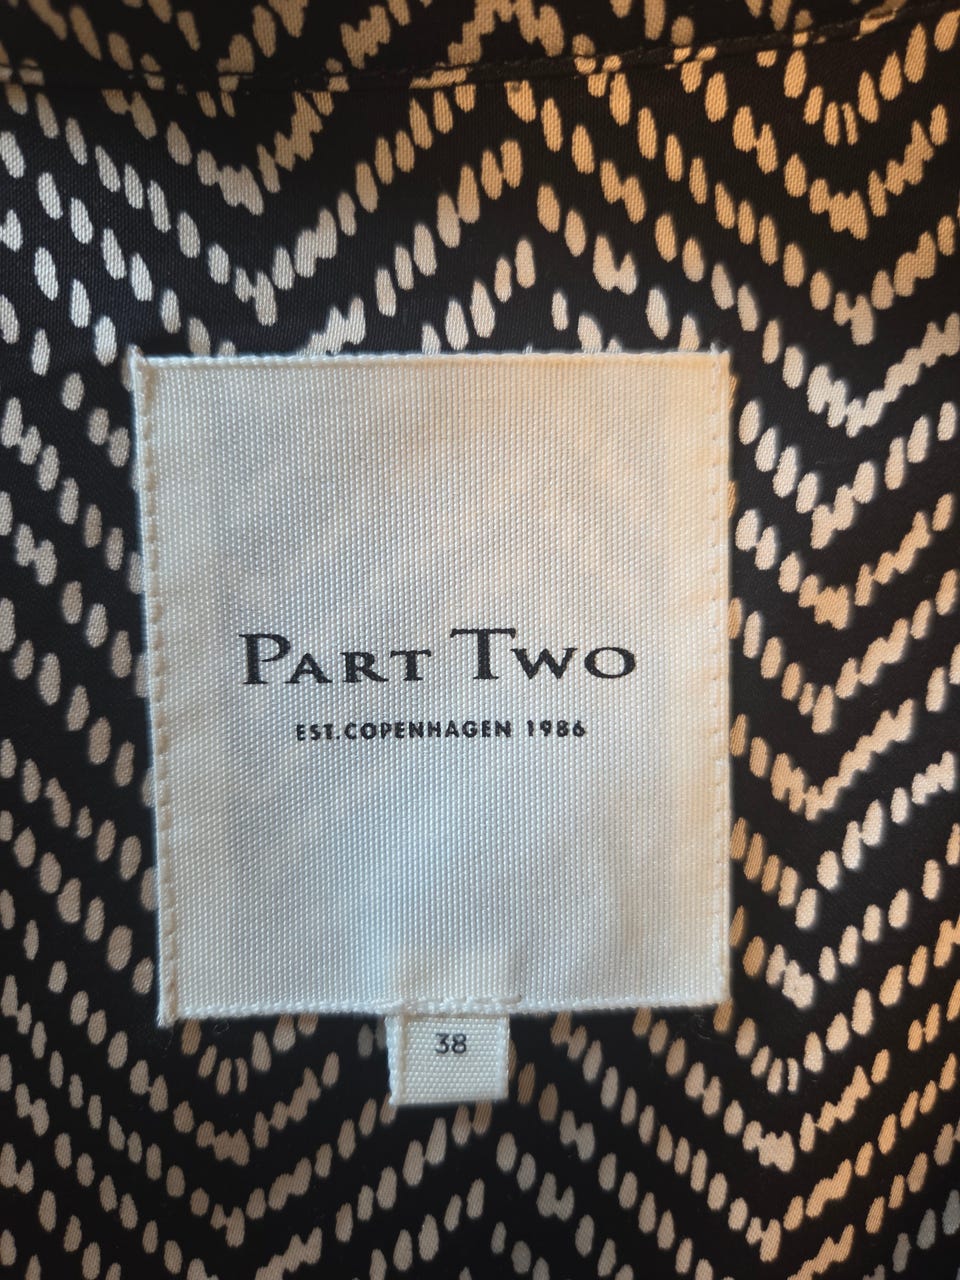 PART TWO
EST. COPENHAGEN 1986
38